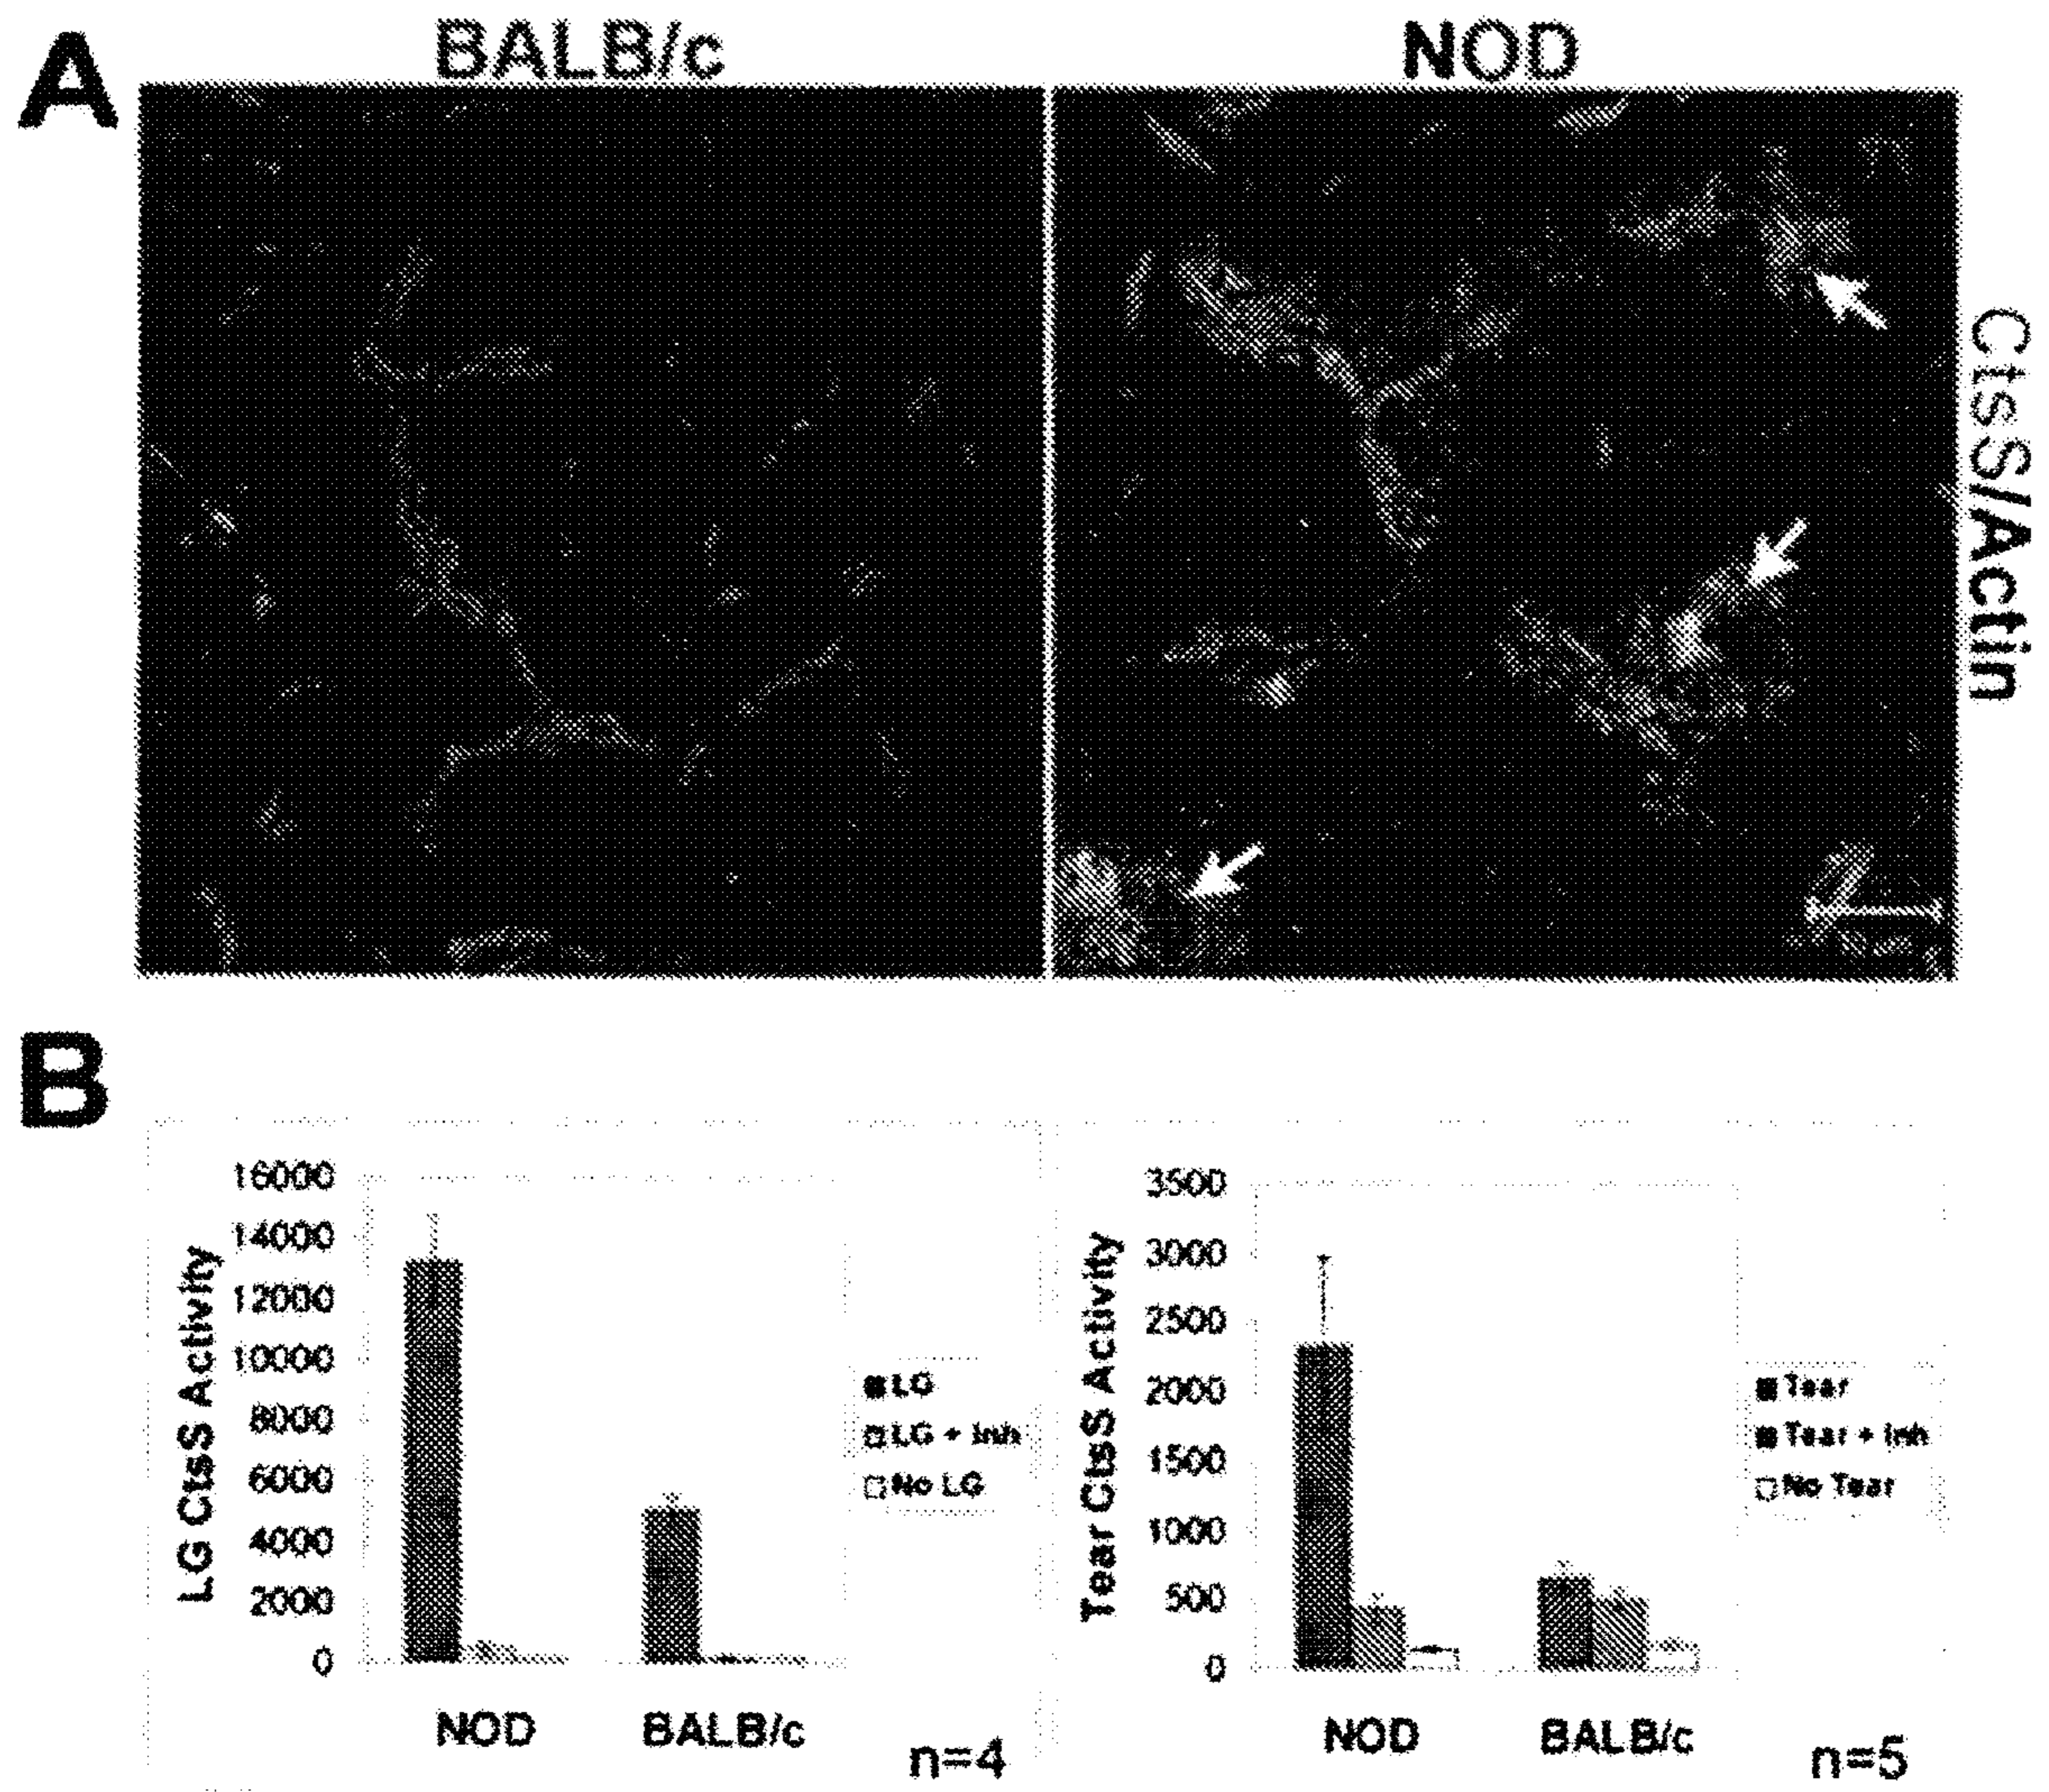 A
BALB/c
NOD
CtsS/Actin
B
LG CtsS Activity
16000
14000
12000
10000
8000
6000
4000
2000
0
NOD
BALB/c
LG
LG + Inh
No LG
n=4
Tear CtsS Activity
3500
3000
2500
2000
1500
1000
500
0
NOD
BALB/c
Tear
Tear + Inh
No Tear
n=5